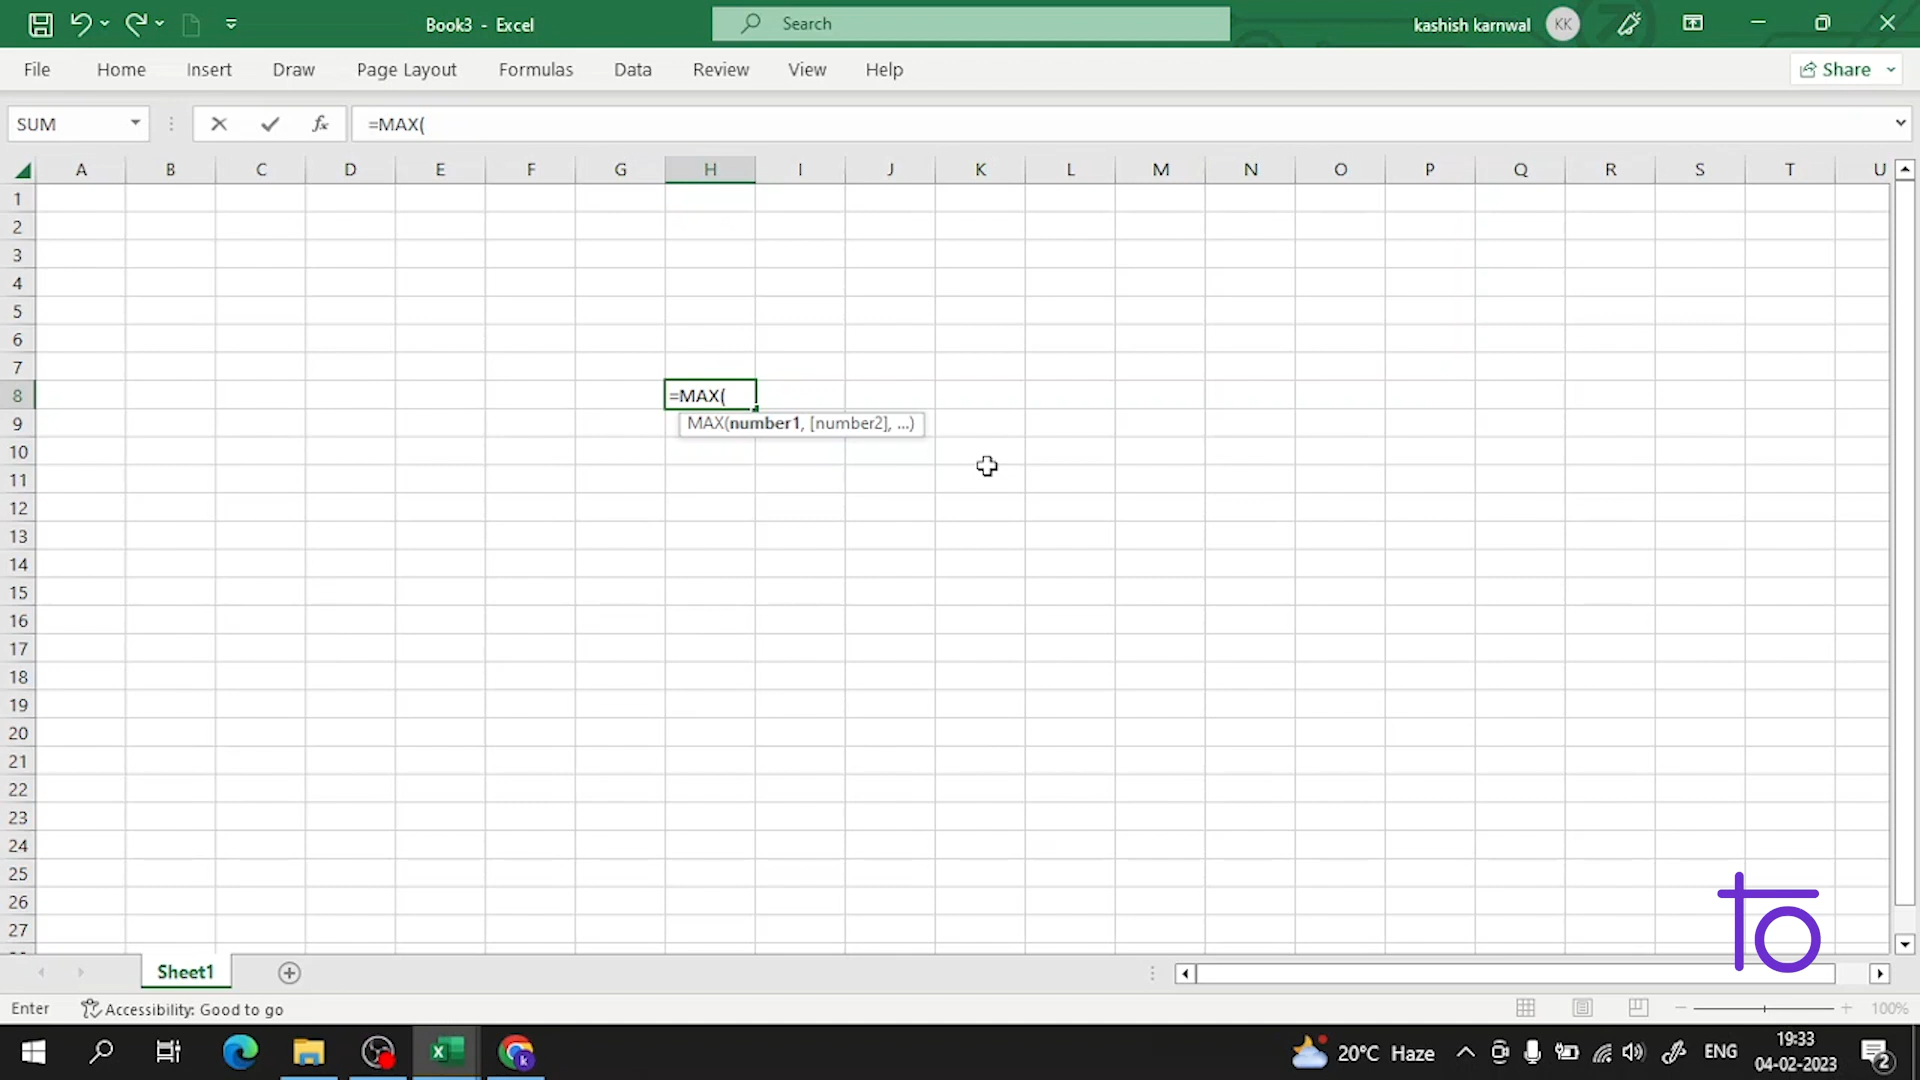 Book3 - Excel
Search
kashish karnwal
KK
File
Home
Insert
Draw
Page Layout
Formulas
Data
Review
View
Help
Share
SUM
fx
=MAX(
A B C D E F G H I J K L M N O P Q R S T U
1
2
3
4
5
6
7
8
=MAX(
9
MAX(number1, [number2], ...)
10
11
12
13
14
15
16
17
18
19
20
21
22
23
24
25
26
27
to
Sheet1
Enter
Accessibility: Good to go
100%
20°C Haze
ENG
19:33
04-02-2023
2